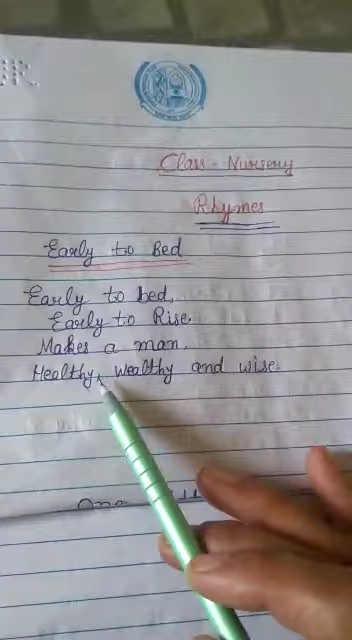 Class - Nursery
Rhymes
Early to Bed
Early to bed,
Early to Rise.
Makes a man.
Healthy, wealthy and wise.